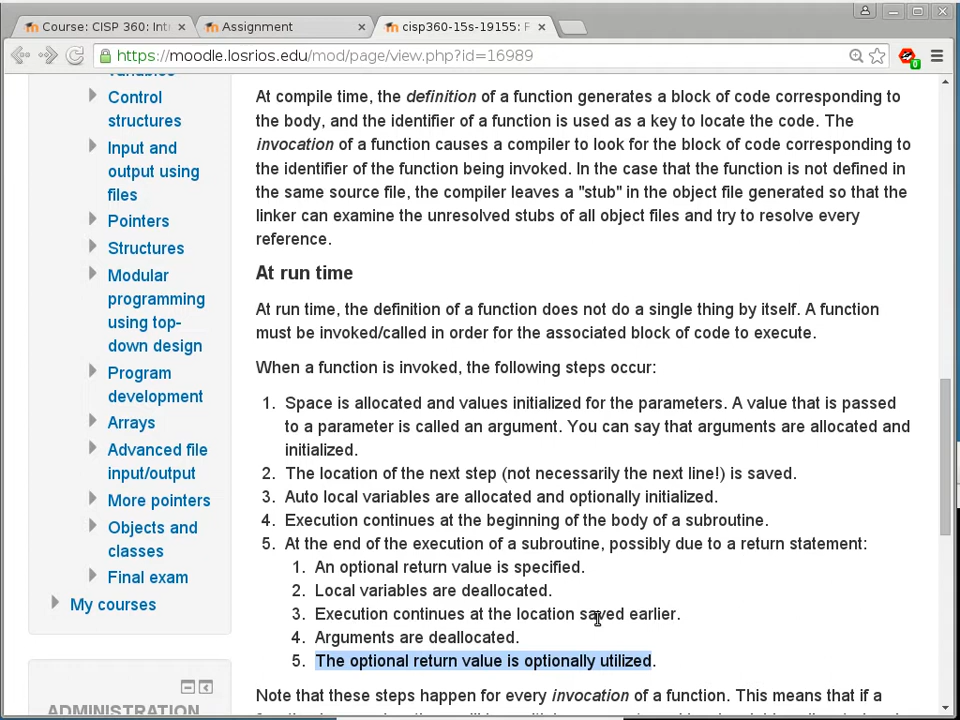 Course: CISP 360: Int
Assignment
cisp360-15s-19155: F
https://moodle.losrios.edu/mod/page/view.php?id=16989
0
Control
structures
Input and
output using
files
Pointers
Structures
Modular
programming
using top-
down design
Program
development
Arrays
Advanced file
input/output
More pointers
Objects and
classes
Final exam
My courses
ADMINISTRATION
At compile time, the definition of a function generates a block of code corresponding to
the body, and the identifier of a function is used as a key to locate the code. The
invocation of a function causes a compiler to look for the block of code corresponding to
the identifier of the function being invoked. In the case that the function is not defined in
the same source file, the compiler leaves a "stub" in the object file generated so that the
linker can examine the unresolved stubs of all object files and try to resolve every
reference.
At run time
At run time, the definition of a function does not do a single thing by itself. A function
must be invoked/called in order for the associated block of code to execute.
When a function is invoked, the following steps occur:
1. Space is allocated and values initialized for the parameters. A value that is passed
to a parameter is called an argument. You can say that arguments are allocated and
initialized.
2. The location of the next step (not necessarily the next line!) is saved.
3. Auto local variables are allocated and optionally initialized.
4. Execution continues at the beginning of the body of a subroutine.
5. At the end of the execution of a subroutine, possibly due to a return statement:
1. An optional return value is specified.
2. Local variables are deallocated.
3. Execution continues at the location saved earlier.
4. Arguments are deallocated.
5. The optional return value is optionally utilized.
Note that these steps happen for every invocation of a function. This means that if a